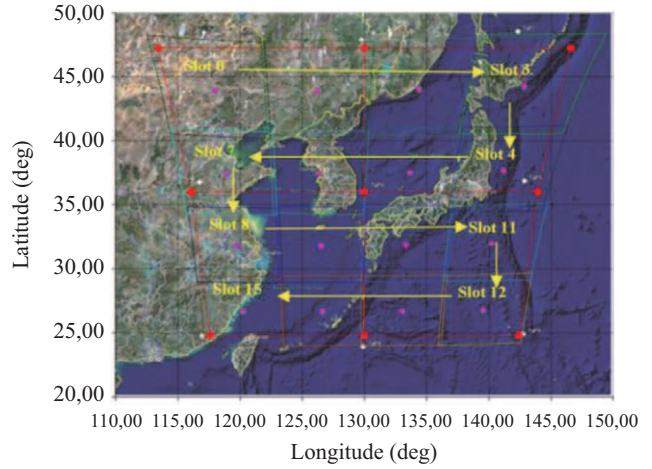 50,00
45,00
40,00
35,00
30,00
25,00
20,00
Latitude (deg)
Slot 6
Slot 5
Slot 7
Slot 4
Slot 8
Slot 11
Slot 15
Slot 12
110,00 115,00 120,00 125,00 130,00 135,00 140,00 145,00 150,00
Longitude (deg)